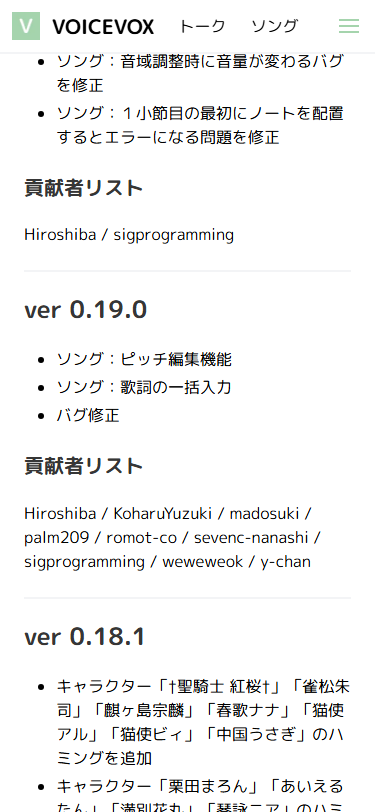 V VOICEVOX トーク ソング
ソング：音域調整時に音量が変わるバグ
を修正
ソング：１小節目の最初にノートを配置
するとエラーになる問題を修正
貢献者リスト
Hiroshiba / sigprogramming
ver 0.19.0
ソング：ピッチ編集機能
ソング：歌詞の一括入力
バグ修正
貢献者リスト
Hiroshiba / KoharuYuzuki / madosuki /
palm209 / romot-co / sevenc-nanashi /
sigprogramming / weweweok / y-chan
ver 0.18.1
キャラクター「†聖騎士 紅桜†」「雀松朱
司」「麒ヶ島宗麟」「春歌ナナ」「猫使
アル」「猫使ビィ」「中国うさぎ」のハ
ミングを追加
キャラクター「栗田まろん」「あいえる
たん」「満別花丸」「琴詠ニア」のハミ